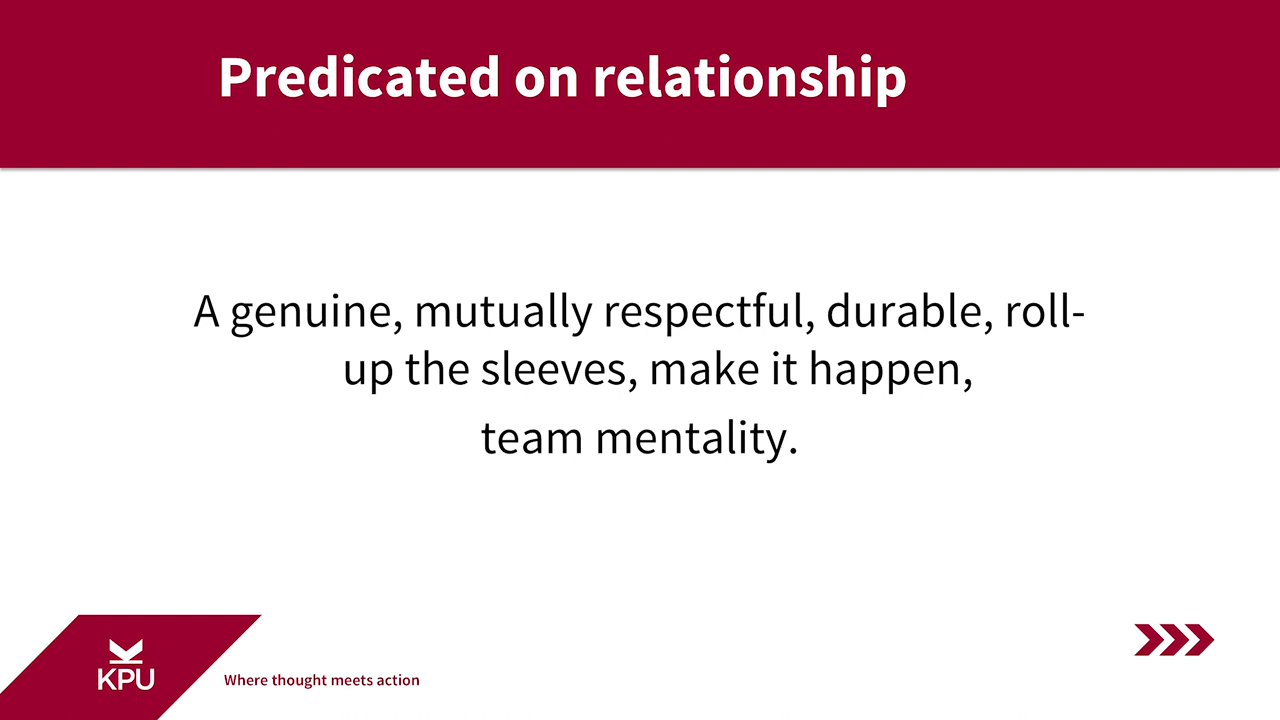 Predicated on relationship
A genuine, mutually respectful, durable, roll-
up the sleeves, make it happen,
team mentality.
KPU
Where thought meets action